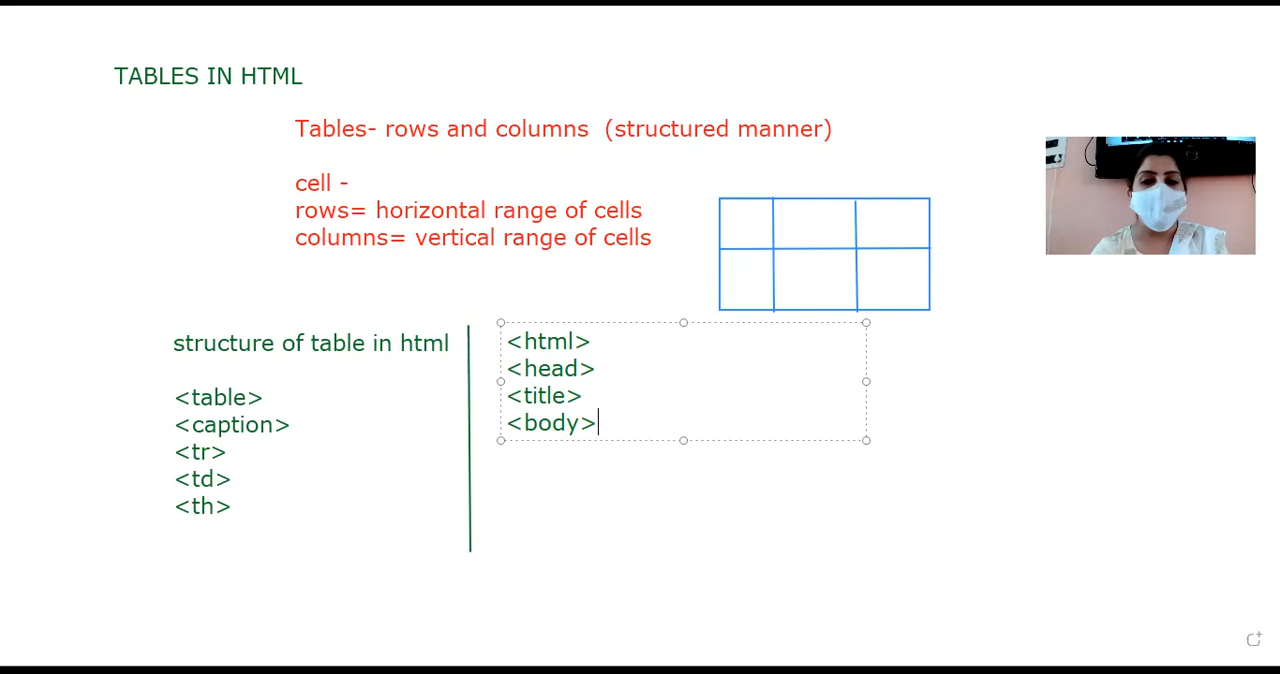 TABLES IN HTML
Tables- rows and columns (structured manner)
cell -
rows= horizontal range of cells
columns= vertical range of cells
structure of table in html
<table>
<caption>
<tr>
<td>
<th>
<html>
<head>
<title>
<body>